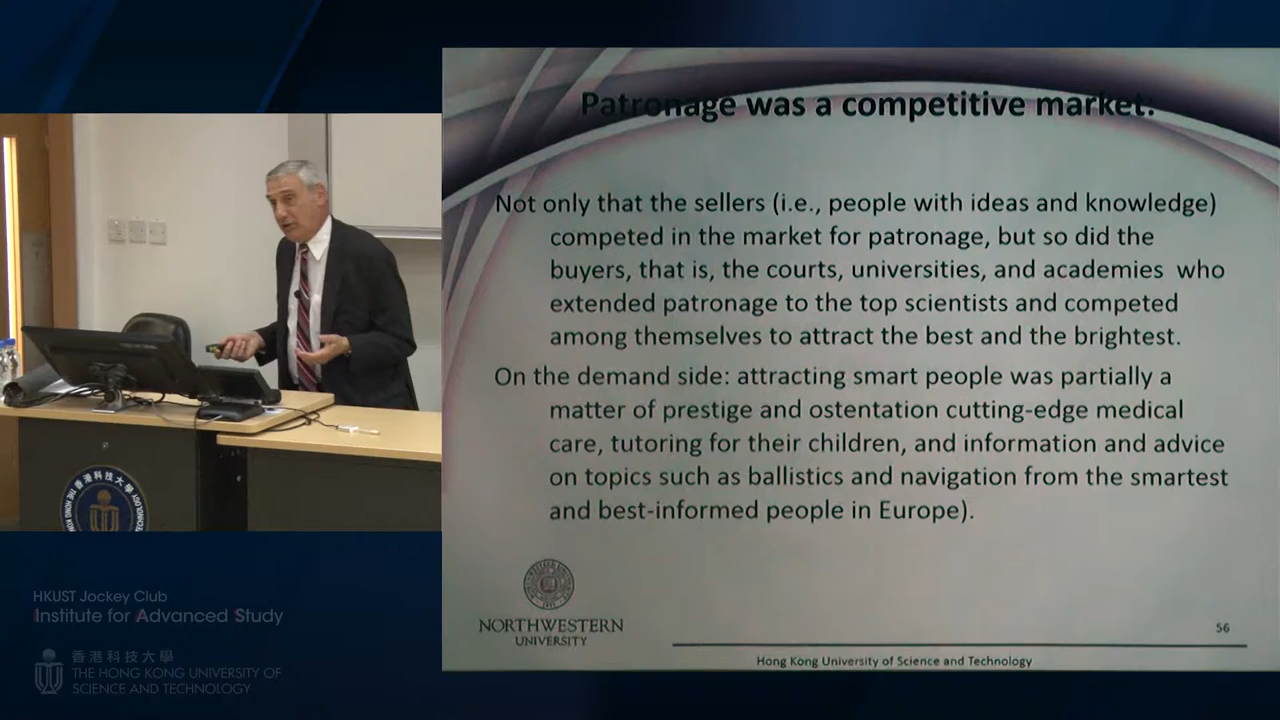 Patronage was a competitive market:
Not only that the sellers (i.e., people with ideas and knowledge)
competed in the market for patronage, but so did the
buyers, that is, the courts, universities, and academies who
extended patronage to the top scientists and competed
among themselves to attract the best and the brightest.
On the demand side: attracting smart people was partially a
matter of prestige and ostentation cutting-edge medical
care, tutoring for their children, and information and advice
on topics such as ballistics and navigation from the smartest
and best-informed people in Europe).
NORTHWESTERN
UNIVERSITY
56
Hong Kong University of Science and Technology
香港科技大學
HKUST Jockey Club
Institute for Advanced Study
香港科技大學
THE HONG KONG UNIVERSITY OF
SCIENCE AND TECHNOLOGY